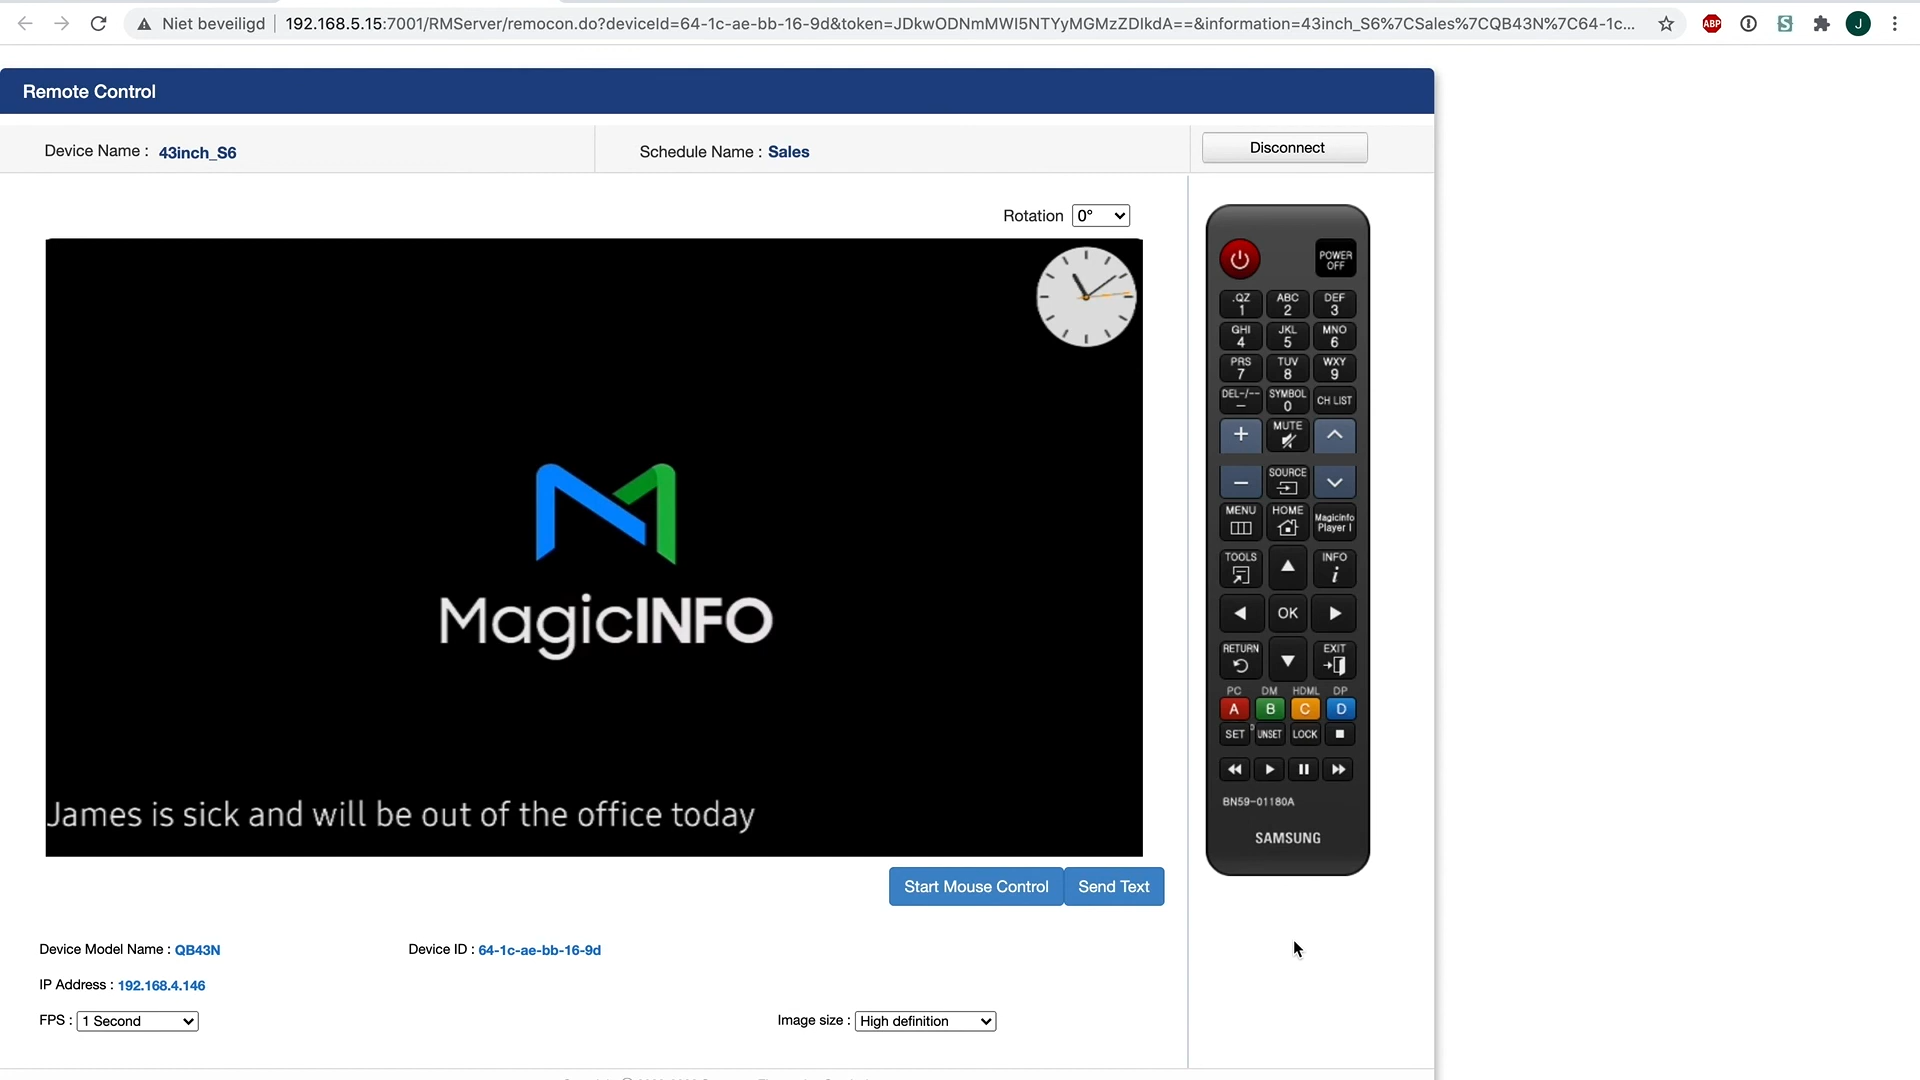 Niet beveiligd
192.168.5.15:7001/RMServer/remocon.do?deviceId=64-1c-ae-bb-16-9d&token=JDkwODNmMWI5NTYyMGMzZDlkdA==&information=43inch_S6%7CSales%7CQB43N%7C64-1c...
ABP
S
J
Remote Control
Device Name : 43inch_S6
Schedule Name : Sales
Disconnect
Rotation 0°
POWER OFF
.QZ 1 ABC 2 DEF 3
GHI 4 JKL 5 MNO 6
PRS 7 TUV 8 WXY 9
DEL-/-- SYMBOL 0 CH LIST
+ MUTE
− SOURCE
MENU HOME MagicInfo Player I
TOOLS INFO i
OK
RETURN EXIT
PC DM HDML DP
A B C D
SET UNSET LOCK
BN59-01180A
SAMSUNG
MagicINFO
James is sick and will be out of the office today
Start Mouse Control
Send Text
Device Model Name : QB43N
Device ID : 64-1c-ae-bb-16-9d
IP Address : 192.168.4.146
FPS : 1 Second
Image size : High definition